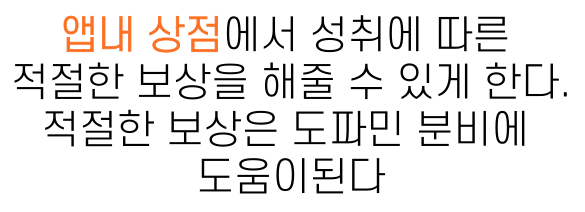 앱내 상점에서 성취에 따른
적절한 보상을 해줄 수 있게 한다.
적절한 보상은 도파민 분비에
도움이된다